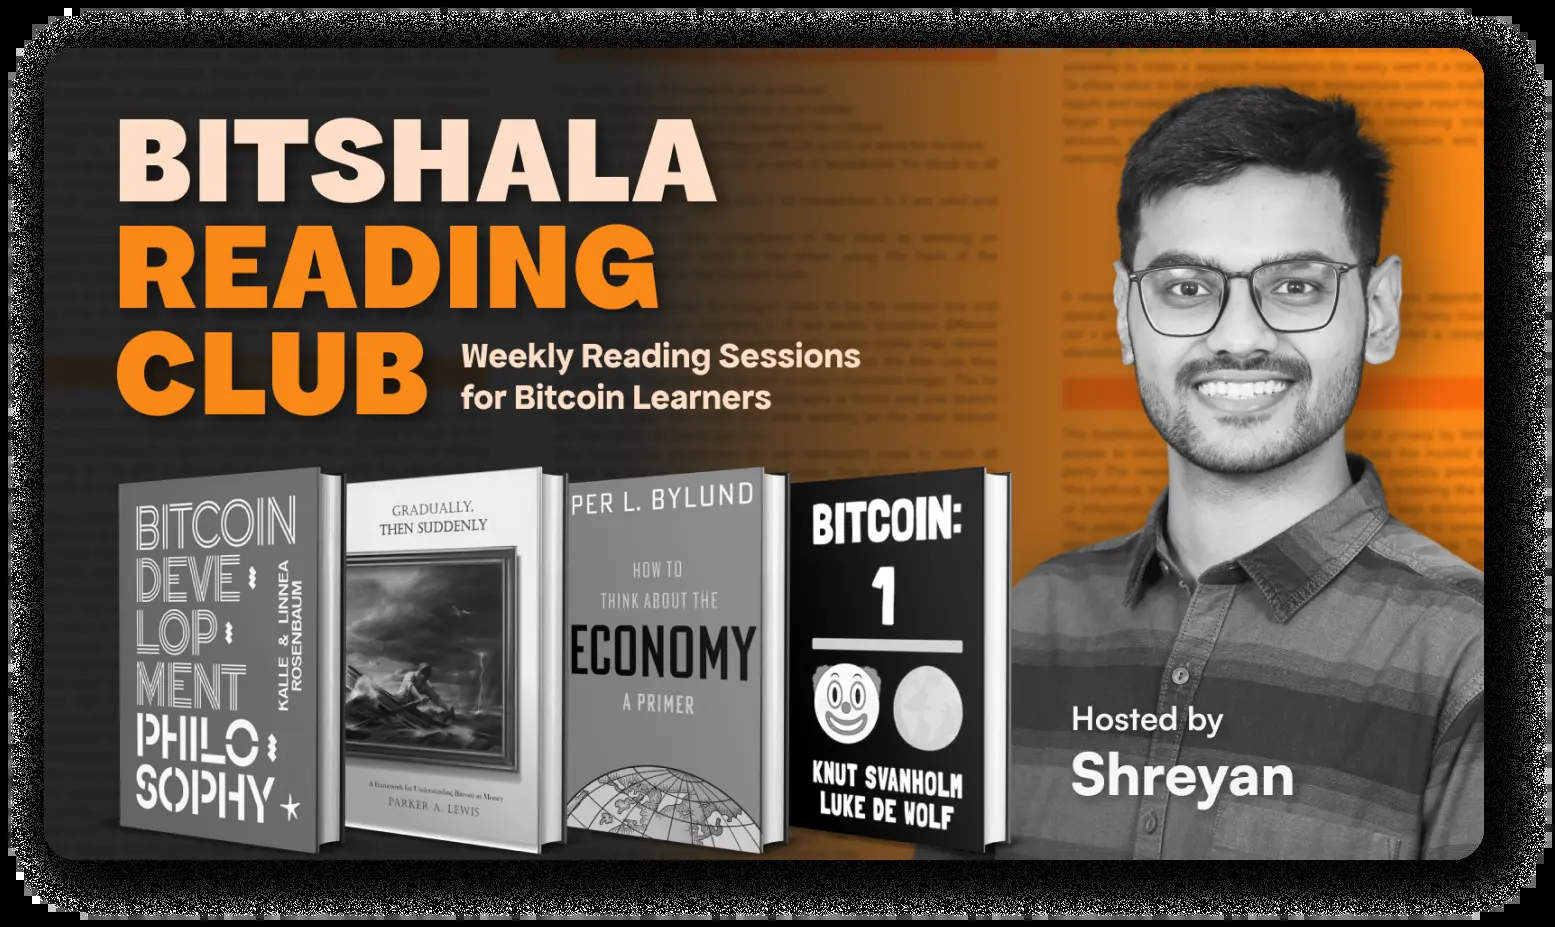 BITSHALA
READING
CLUB
Weekly Reading Sessions
for Bitcoin Learners
BITCOIN
DEVE
LOP
MENT
PHILO
SOPHY
KALLE & LINNEA
ROSENBAUM
GRADUALLY,
THEN SUDDENLY
A Framework for Understanding Bitcoin as Money
PARKER A. LEWIS
PER L. BYLUND
HOW TO
THINK ABOUT THE
ECONOMY
A PRIMER
BITCOIN:
1
KNUT SVANHOLM
LUKE DE WOLF
Hosted by
Shreyan